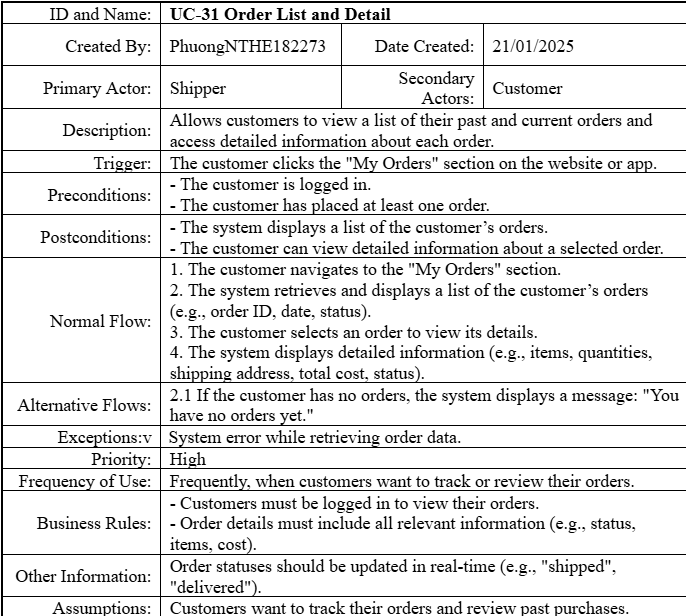 ID and Name: UC-31 Order List and Detail
Created By: PhuongNTHE182273 Date Created: 21/01/2025
Primary Actor: Shipper Secondary Actors: Customer
Description: Allows customers to view a list of their past and current orders and
access detailed information about each order.
Trigger: The customer clicks the "My Orders" section on the website or app.
Preconditions: - The customer is logged in.
- The customer has placed at least one order.
Postconditions: - The system displays a list of the customer’s orders.
- The customer can view detailed information about a selected order.
Normal Flow: 1. The customer navigates to the "My Orders" section.
2. The system retrieves and displays a list of the customer’s orders
(e.g., order ID, date, status).
3. The customer selects an order to view its details.
4. The system displays detailed information (e.g., items, quantities,
shipping address, total cost, status).
Alternative Flows: 2.1 If the customer has no orders, the system displays a message: "You
have no orders yet."
Exceptions:v System error while retrieving order data.
Priority: High
Frequency of Use: Frequently, when customers want to track or review their orders.
Business Rules: - Customers must be logged in to view their orders.
- Order details must include all relevant information (e.g., status,
items, cost).
Other Information: Order statuses should be updated in real-time (e.g., "shipped",
"delivered").
Assumptions: Customers want to track their orders and review past purchases.